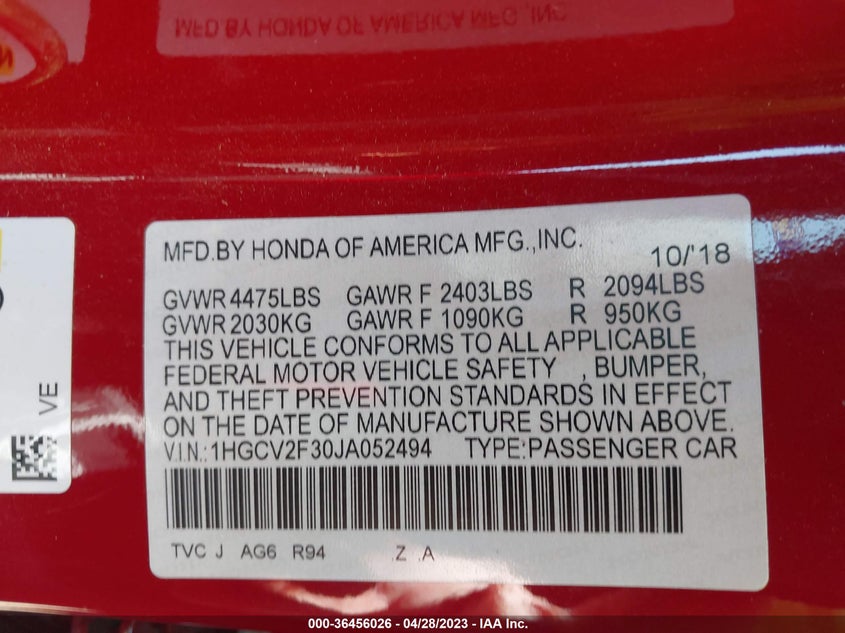 MFD BY HONDA OF AMERICA MFG.,INC
MFD.BY HONDA OF AMERICA MFG.,INC. 10/'18
GVWR 4475LBS GAWR F 2403LBS R 2094LBS
GVWR 2030KG GAWR F 1090KG R 950KG
THIS VEHICLE CONFORMS TO ALL APPLICABLE
FEDERAL MOTOR VEHICLE SAFETY , BUMPER,
AND THEFT PREVENTION STANDARDS IN EFFECT
ON THE DATE OF MANUFACTURE SHOWN ABOVE.
V.I.N.:1HGCV2F30JA052494 TYPE:PASSENGER CAR
TVC J AG6 R94 .Z .A
VE
000-36456026 / 04/28/2023 - IAA Inc.